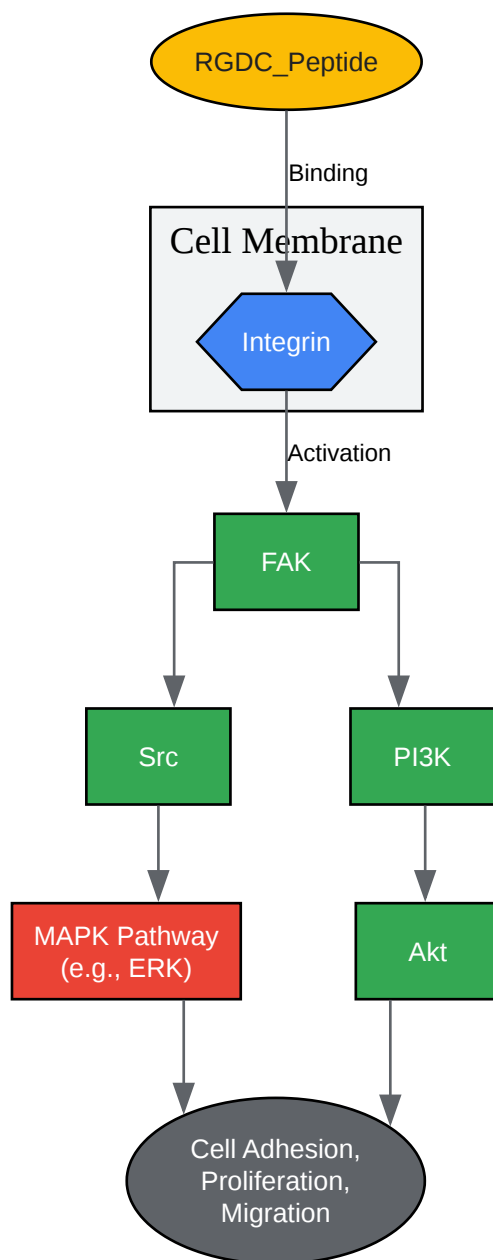 RGDC_Peptide
Binding
Cell Membrane
Integrin
Activation
FAK
Src
PI3K
MAPK Pathway
(e.g., ERK)
Akt
Cell Adhesion,
Proliferation,
Migration